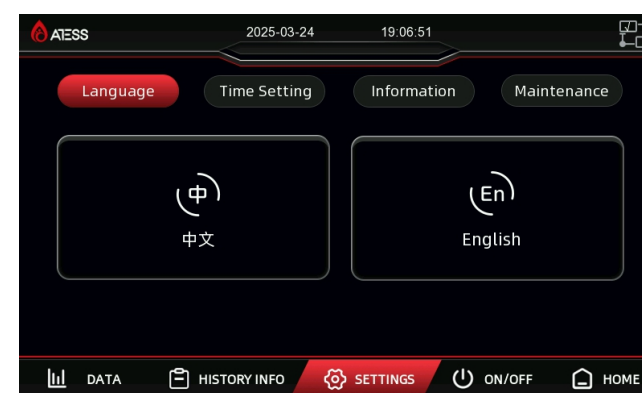 ATESS 2025-03-24 19:06:51
Language Time Setting Information Maintenance
中 En
中文 English
DATA HISTORY INFO SETTINGS ON/OFF HOME